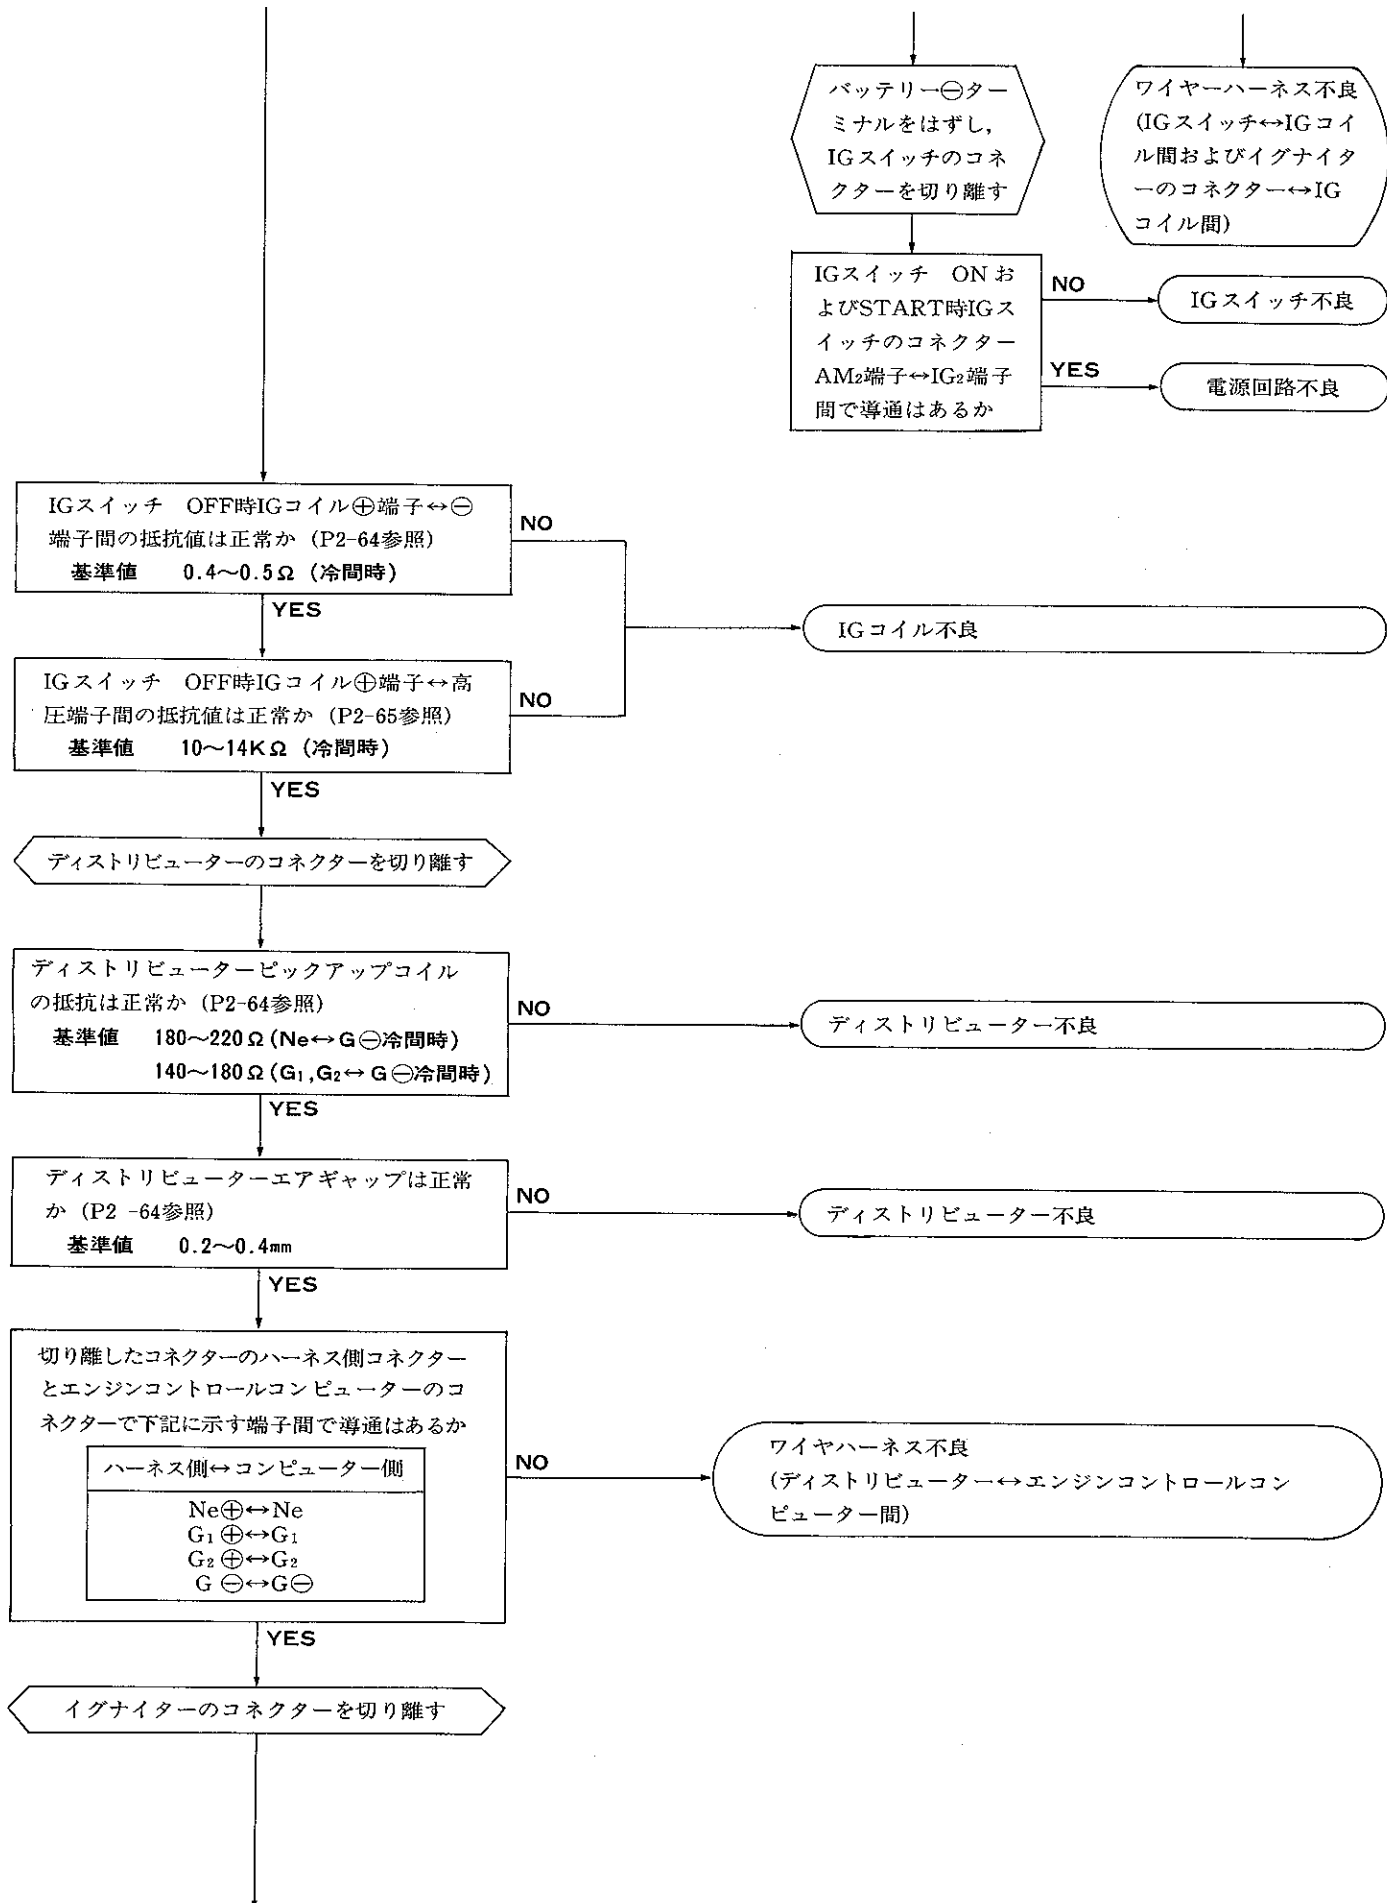 バッテリー⊖ター
ミナルをはずし，
IGスイッチのコネ
クターを切り離す
ワイヤーハーネス不良
(IGスイッチ↔IGコイ
ル間およびイグナイタ
ーのコネクター↔IG
コイル間)
IGスイッチ　ONお
よびSTART時IGス
イッチのコネクター
AM₂端子↔IG₂端子
間で導通はあるか
NO
IGスイッチ不良
YES
電源回路不良
IGスイッチ　OFF時IGコイル⊕端子↔⊖
端子間の抵抗値は正常か (P2-64参照)
基準値　0.4～0.5Ω (冷間時)
NO
YES
IGコイル不良
IGスイッチ　OFF時IGコイル⊕端子↔高
圧端子間の抵抗値は正常か (P2-65参照)
基準値　10～14KΩ (冷間時)
NO
YES
ディストリビューターのコネクターを切り離す
ディストリビューターピックアップコイル
の抵抗は正常か (P2-64参照)
基準値　180～220Ω (Ne↔G⊖冷間時)
140～180Ω (G₁,G₂↔G⊖冷間時)
NO
ディストリビューター不良
YES
ディストリビューターエアギャップは正常
か (P2 -64参照)
基準値　0.2～0.4mm
NO
ディストリビューター不良
YES
切り離したコネクターのハーネス側コネクター
とエンジンコントロールコンピューターのコ
ネクターで下記に示す端子間で導通はあるか
ハーネス側↔コンピューター側
Ne⊕↔Ne
G₁⊕↔G₁
G₂⊕↔G₂
G ⊖↔G⊖
NO
ワイヤハーネス不良
(ディストリビューター↔エンジンコントロールコン
ピューター間)
YES
イグナイターのコネクターを切り離す